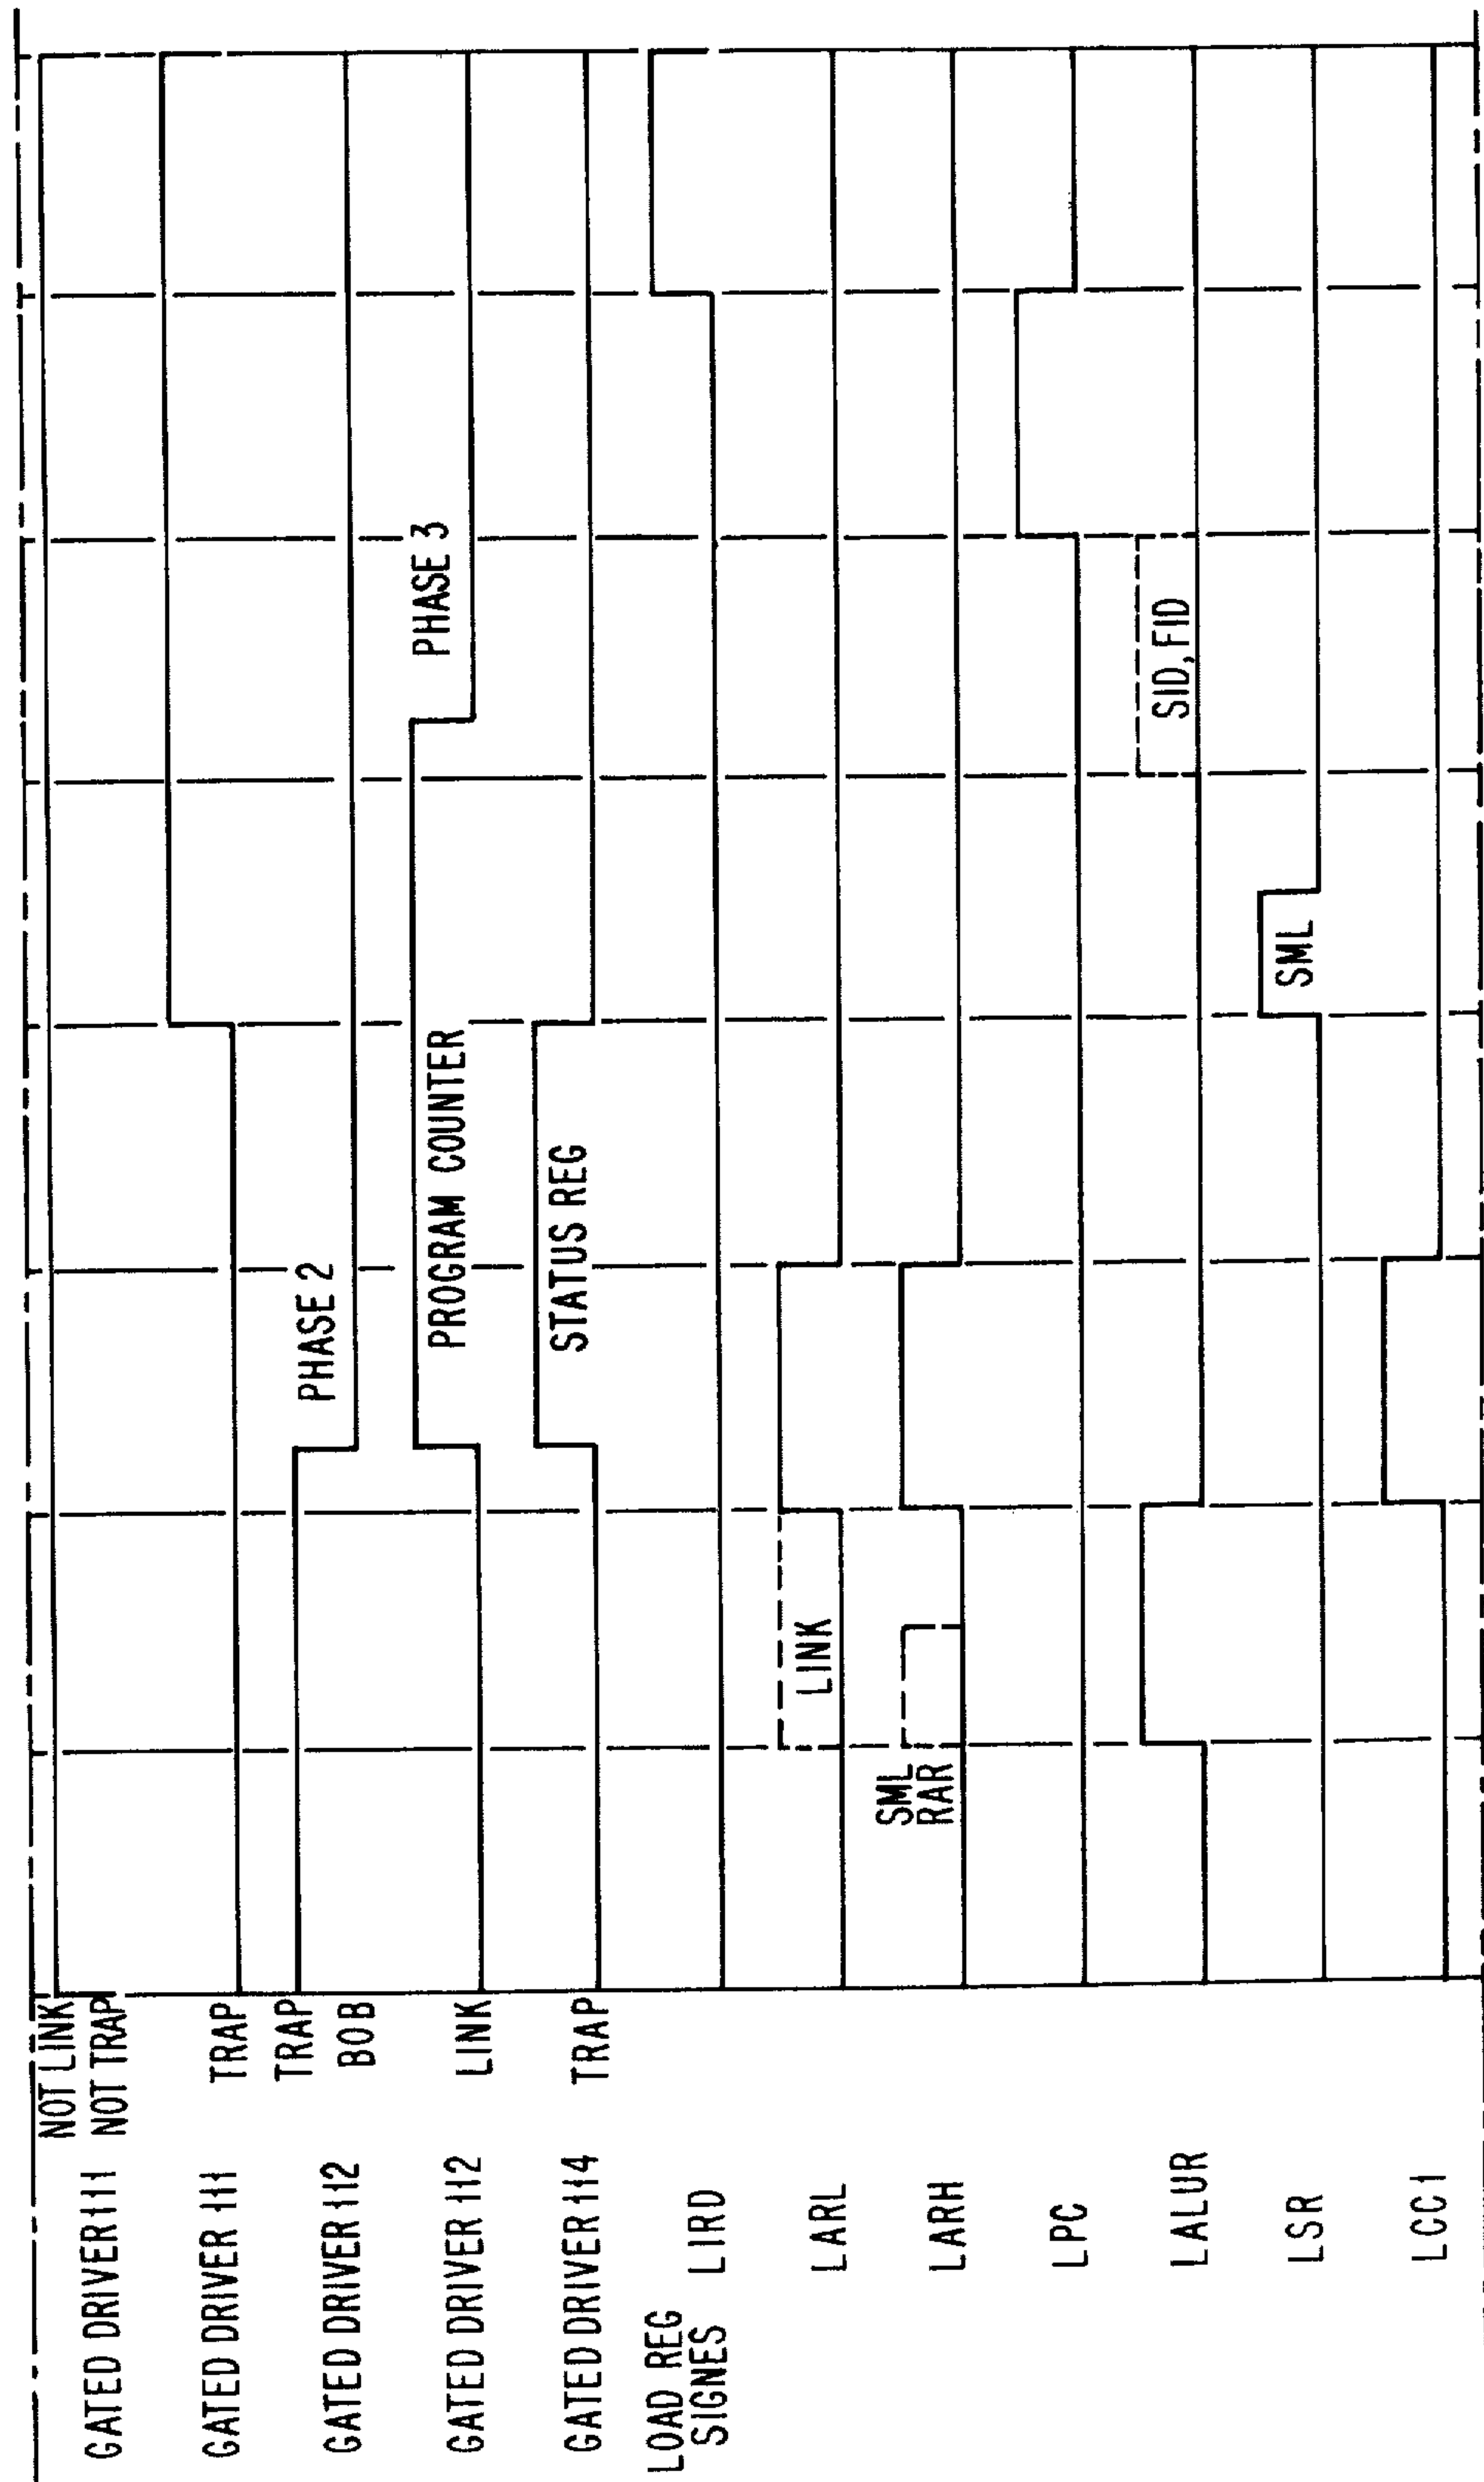 GATED DRIVER 111 NOT LINK
NOT TRAP
GATED DRIVER 111 TRAP
TRAP
GATED DRIVER 112 BOB
PHASE 2
GATED DRIVER 112 LINK
PROGRAM COUNTER
PHASE 3
GATED DRIVER 114 TRAP
STATUS REG
LOAD REG
SIGNES LIRD
LARL
LINK
LARH
SML
RAR
LPC
LALUR
SID, FID
LSR
SML
LCC1